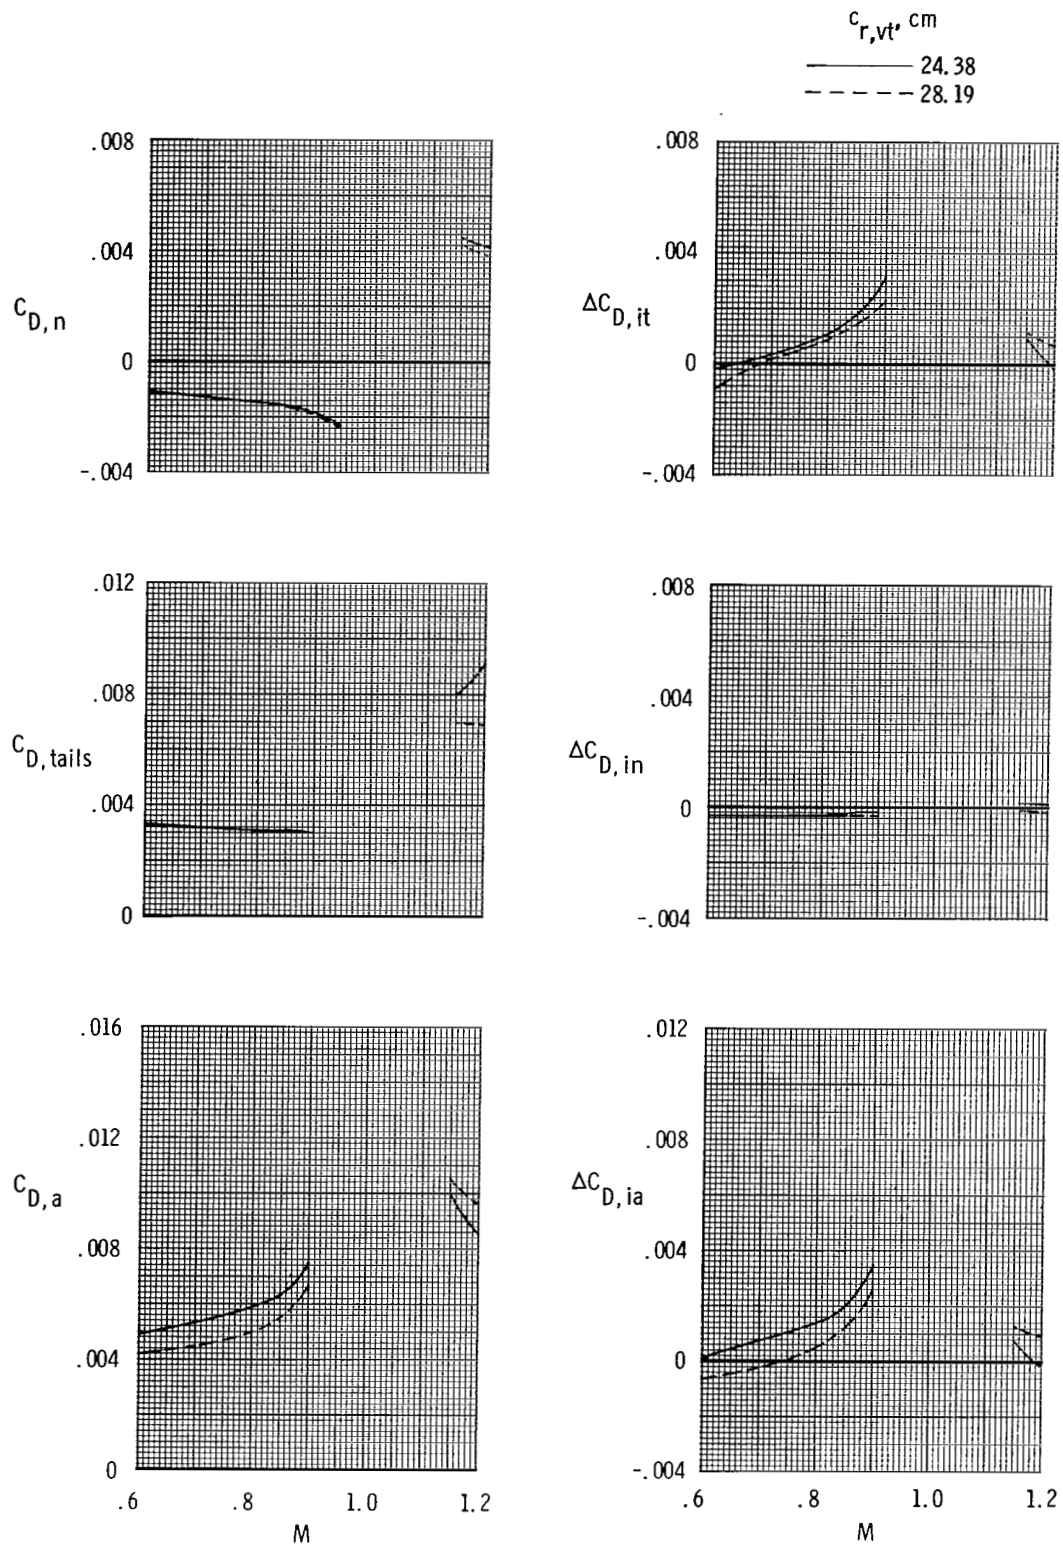 c_r,vt, cm
24.38
28.19
.008
.004
C_D,n
0
-.004
.008
.004
ΔC_D,it
0
-.004
.012
.008
C_D,tails
.004
0
.008
.004
ΔC_D,in
0
-.004
.016
.012
C_D,a
.008
.004
0
.6 .8 1.0 1.2
M
.012
.008
ΔC_D,ia
.004
0
-.004
.6 .8 1.0 1.2
M